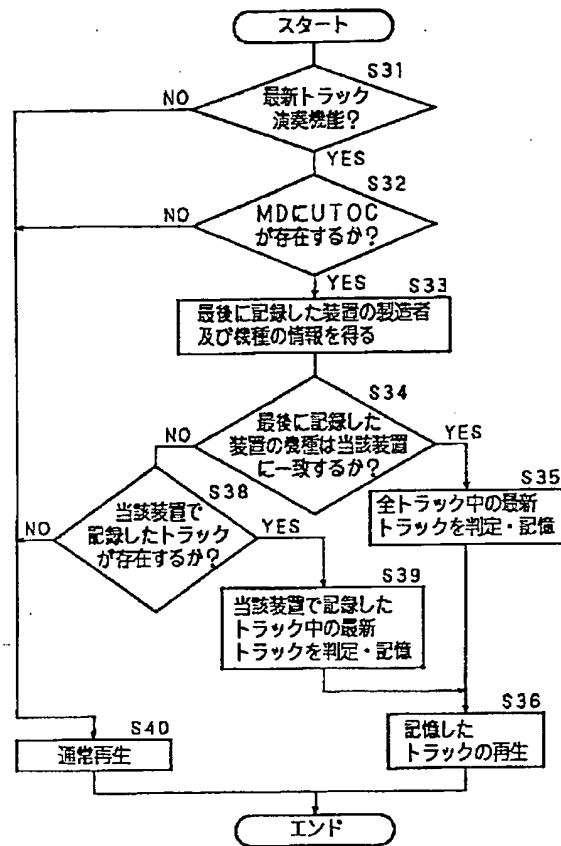 スタート
S31
最新トラック
演奏機能?
NO
YES
S32
MDにUTOC
が存在するか?
NO
YES
S33
最後に記録した装置の製造者
及び機種の情報を得る
S34
最後に記録した
装置の機種は当該装置
に一致するか?
NO
YES
S35
全トラック中の最新
トラックを判定・記憶
S38
当該装置で
記録したトラック
が存在するか?
NO
YES
S39
当該装置で記録した
トラック中の最新
トラックを判定・記憶
S36
記憶した
トラックの再生
S40
通常再生
エンド